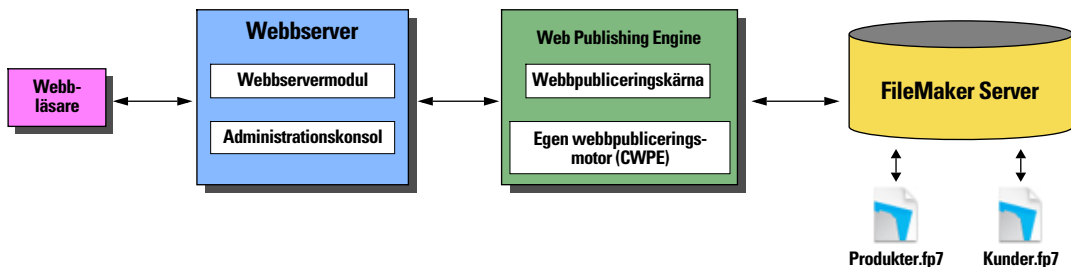 Webb-
läsare
Webbserver
Webbservermodul
Administrationskonsol
Web Publishing Engine
Webbpubliceringskärna
Egen webbpublicerings-
motor (CWPE)
FileMaker Server
Produkter.fp7
Kunder.fp7